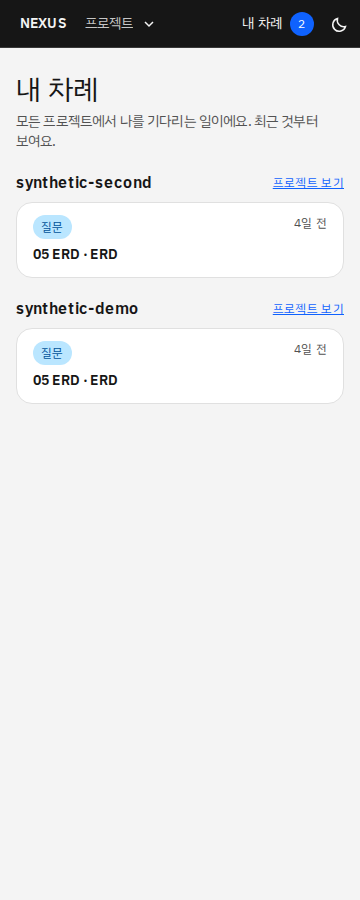 NEXUS 프로젝트 내 차례 2
내 차례
모든 프로젝트에서 나를 기다리는 일이에요. 최근 것부터
보여요.
synthetic-second 프로젝트 보기
질문 4일 전
05 ERD · ERD
synthetic-demo 프로젝트 보기
질문 4일 전
05 ERD · ERD